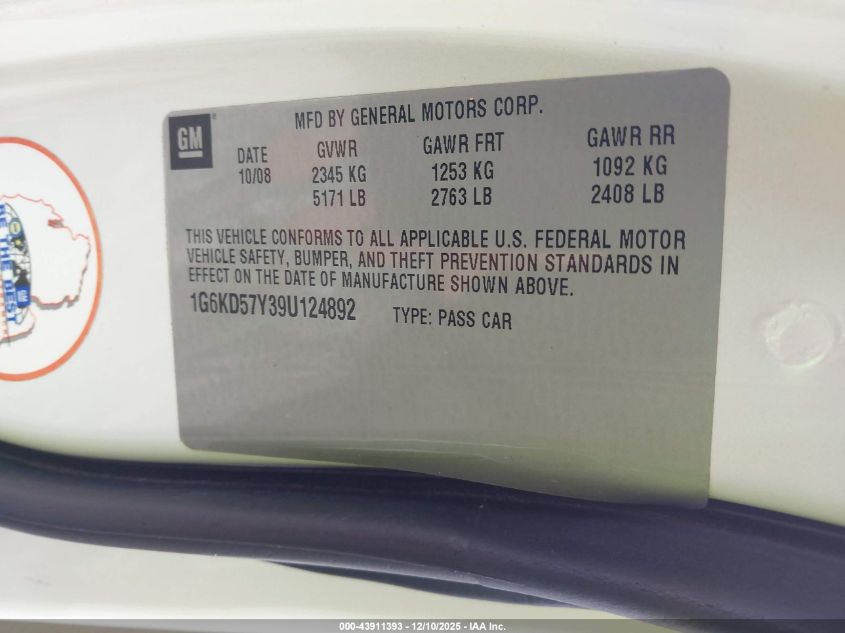 MFD BY GENERAL MOTORS CORP.
GM
DATE GVWR GAWR FRT GAWR RR
10/08 2345 KG 1253 KG 1092 KG
5171 LB 2763 LB 2408 LB
THIS VEHICLE CONFORMS TO ALL APPLICABLE U.S. FEDERAL MOTOR
VEHICLE SAFETY, BUMPER, AND THEFT PREVENTION STANDARDS IN
EFFECT ON THE DATE OF MANUFACTURE SHOWN ABOVE.
1G6KD57Y39U124892 TYPE: PASS CAR
THE BEST
000-43911393 - 12/10/2025 - IAA Inc.